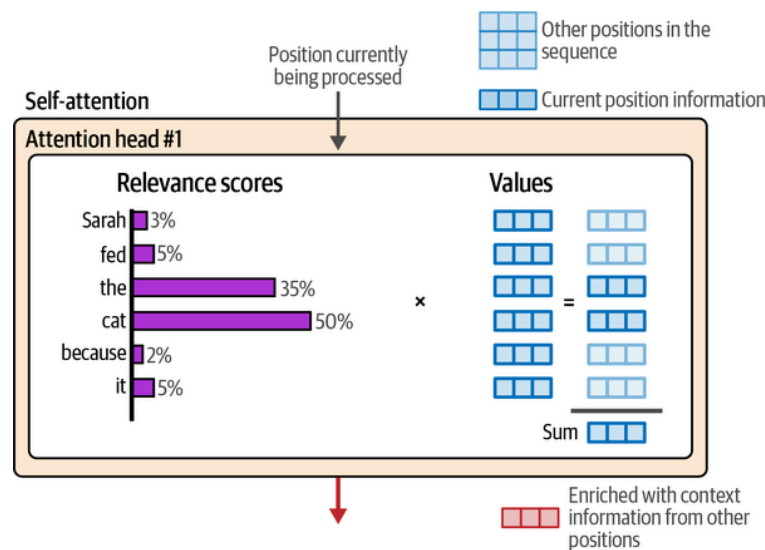 Position currently
being processed
Other positions in the
sequence
Current position information
Self-attention
Attention head #1
Relevance scores
Values
Sarah 3%
fed 5%
the 35%
cat 50%
because 2%
it 5%
×
=
Sum
Enriched with context
information from other
positions